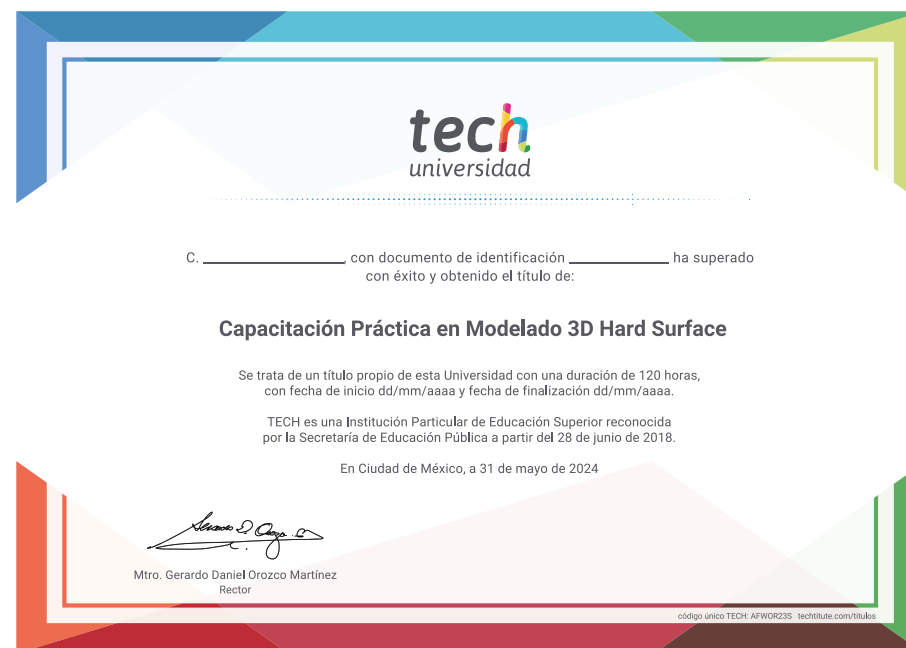 tech
universidad
C. ____________, con documento de identificación ____________ ha superado
con éxito y obtenido el título de:
Capacitación Práctica en Modelado 3D Hard Surface
Se trata de un título propio de esta Universidad con una duración de 120 horas,
con fecha de inicio dd/mm/aaaa y fecha de finalización dd/mm/aaaa.
TECH es una Institución Particular de Educación Superior reconocida
por la Secretaría de Educación Pública a partir del 28 de junio de 2018.
En Ciudad de México, a 31 de mayo de 2024
Mtro. Gerardo Daniel Orozco Martínez
Rector
código único TECH: AFWOR23S techtitute.com/titulos